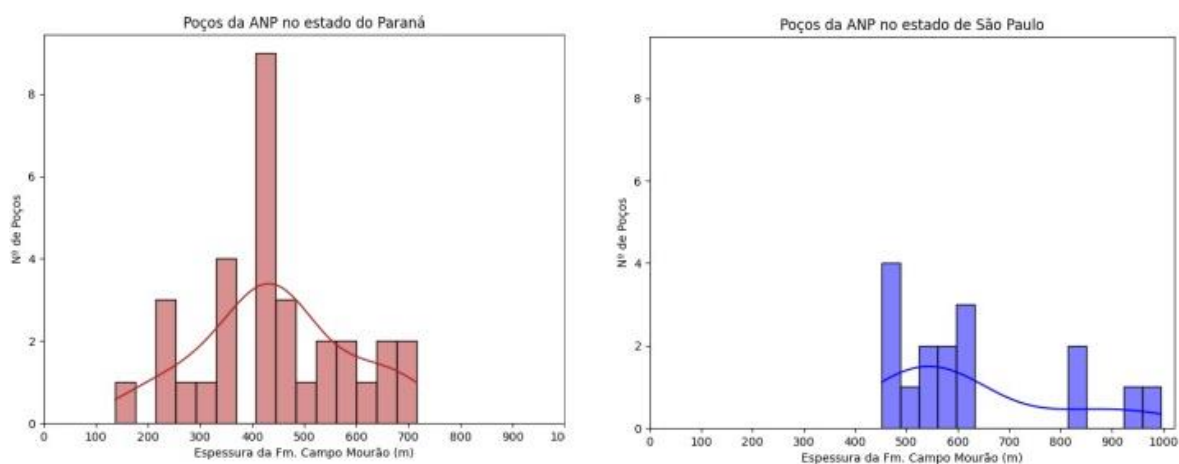 Poços da ANP no estado do Paraná
Nº de Poços
8
6
4
2
0
0 100 200 300 400 500 600 700 800 900 10
Espessura da Fm. Campo Mourão (m)
Poços da ANP no estado de São Paulo
Nº de Poços
8
6
4
2
0
0 100 200 300 400 500 600 700 800 900 1000
Espessura da Fm. Campo Mourão (m)